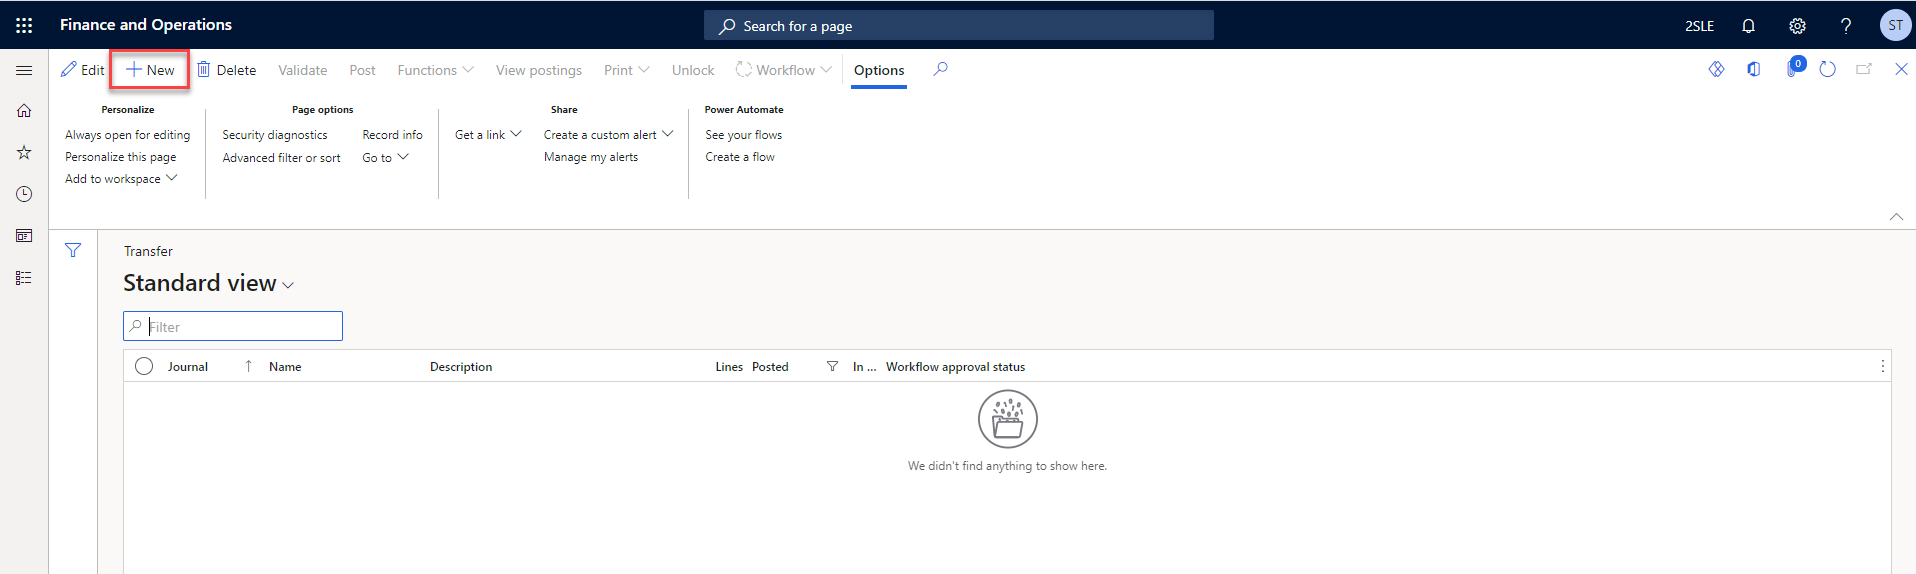 Finance and Operations
Search for a page
2SLE
ST
Edit
New
Delete
Validate
Post
Functions
View postings
Print
Unlock
Workflow
Options
0
Personalize
Always open for editing
Personalize this page
Add to workspace
Page options
Security diagnostics
Advanced filter or sort
Record info
Go to
Share
Get a link
Create a custom alert
Manage my alerts
Power Automate
See your flows
Create a flow
Transfer
Standard view
Filter
Journal
Name
Description
Lines
Posted
In ...
Workflow approval status
We didn't find anything to show here.